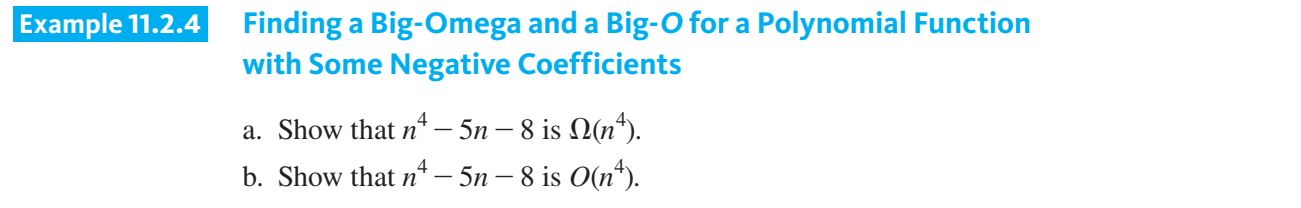 Example 11.2.4 Finding a Big-Omega and a Big-O for a Polynomial Function
with Some Negative Coefficients
a. Show that n⁴ − 5n − 8 is Ω(n⁴).
b. Show that n⁴ − 5n − 8 is O(n⁴).